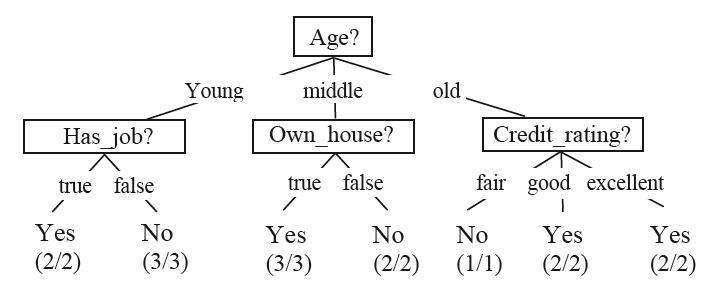 Age?
Young middle old
Has_job? Own_house? Credit_rating?
true false true false fair good excellent
Yes No Yes No No Yes Yes
(2/2) (3/3) (3/3) (2/2) (1/1) (2/2) (2/2)